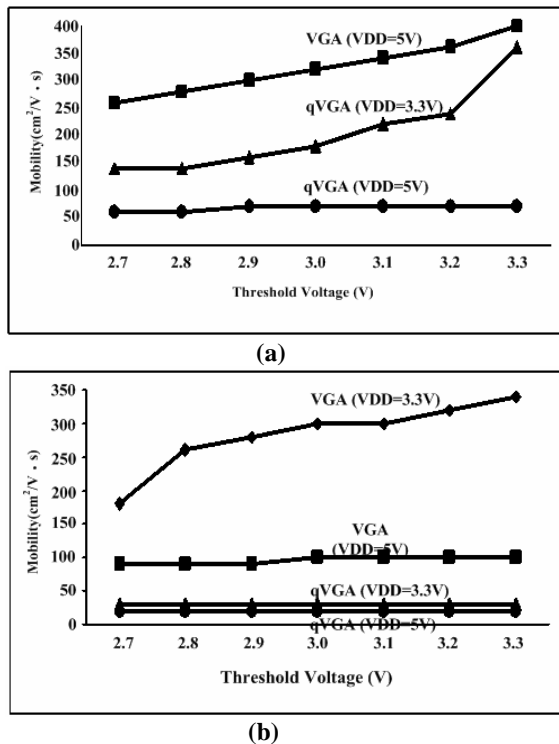 400
350
300
250
200
150
100
50
0
Mobility(cm²/V・s)
VGA (VDD=5V)
qVGA (VDD=3.3V)
qVGA (VDD=5V)
2.7 2.8 2.9 3.0 3.1 3.2 3.3
Threshold Voltage (V)
(a)
350
300
250
200
150
100
50
0
Mobility(cm²/V・s)
VGA (VDD=3.3V)
VGA
(VDD=5V)
qVGA (VDD=3.3V)
qVGA (VDD=5V)
2.7 2.8 2.9 3.0 3.1 3.2 3.3
Threshold Voltage (V)
(b)